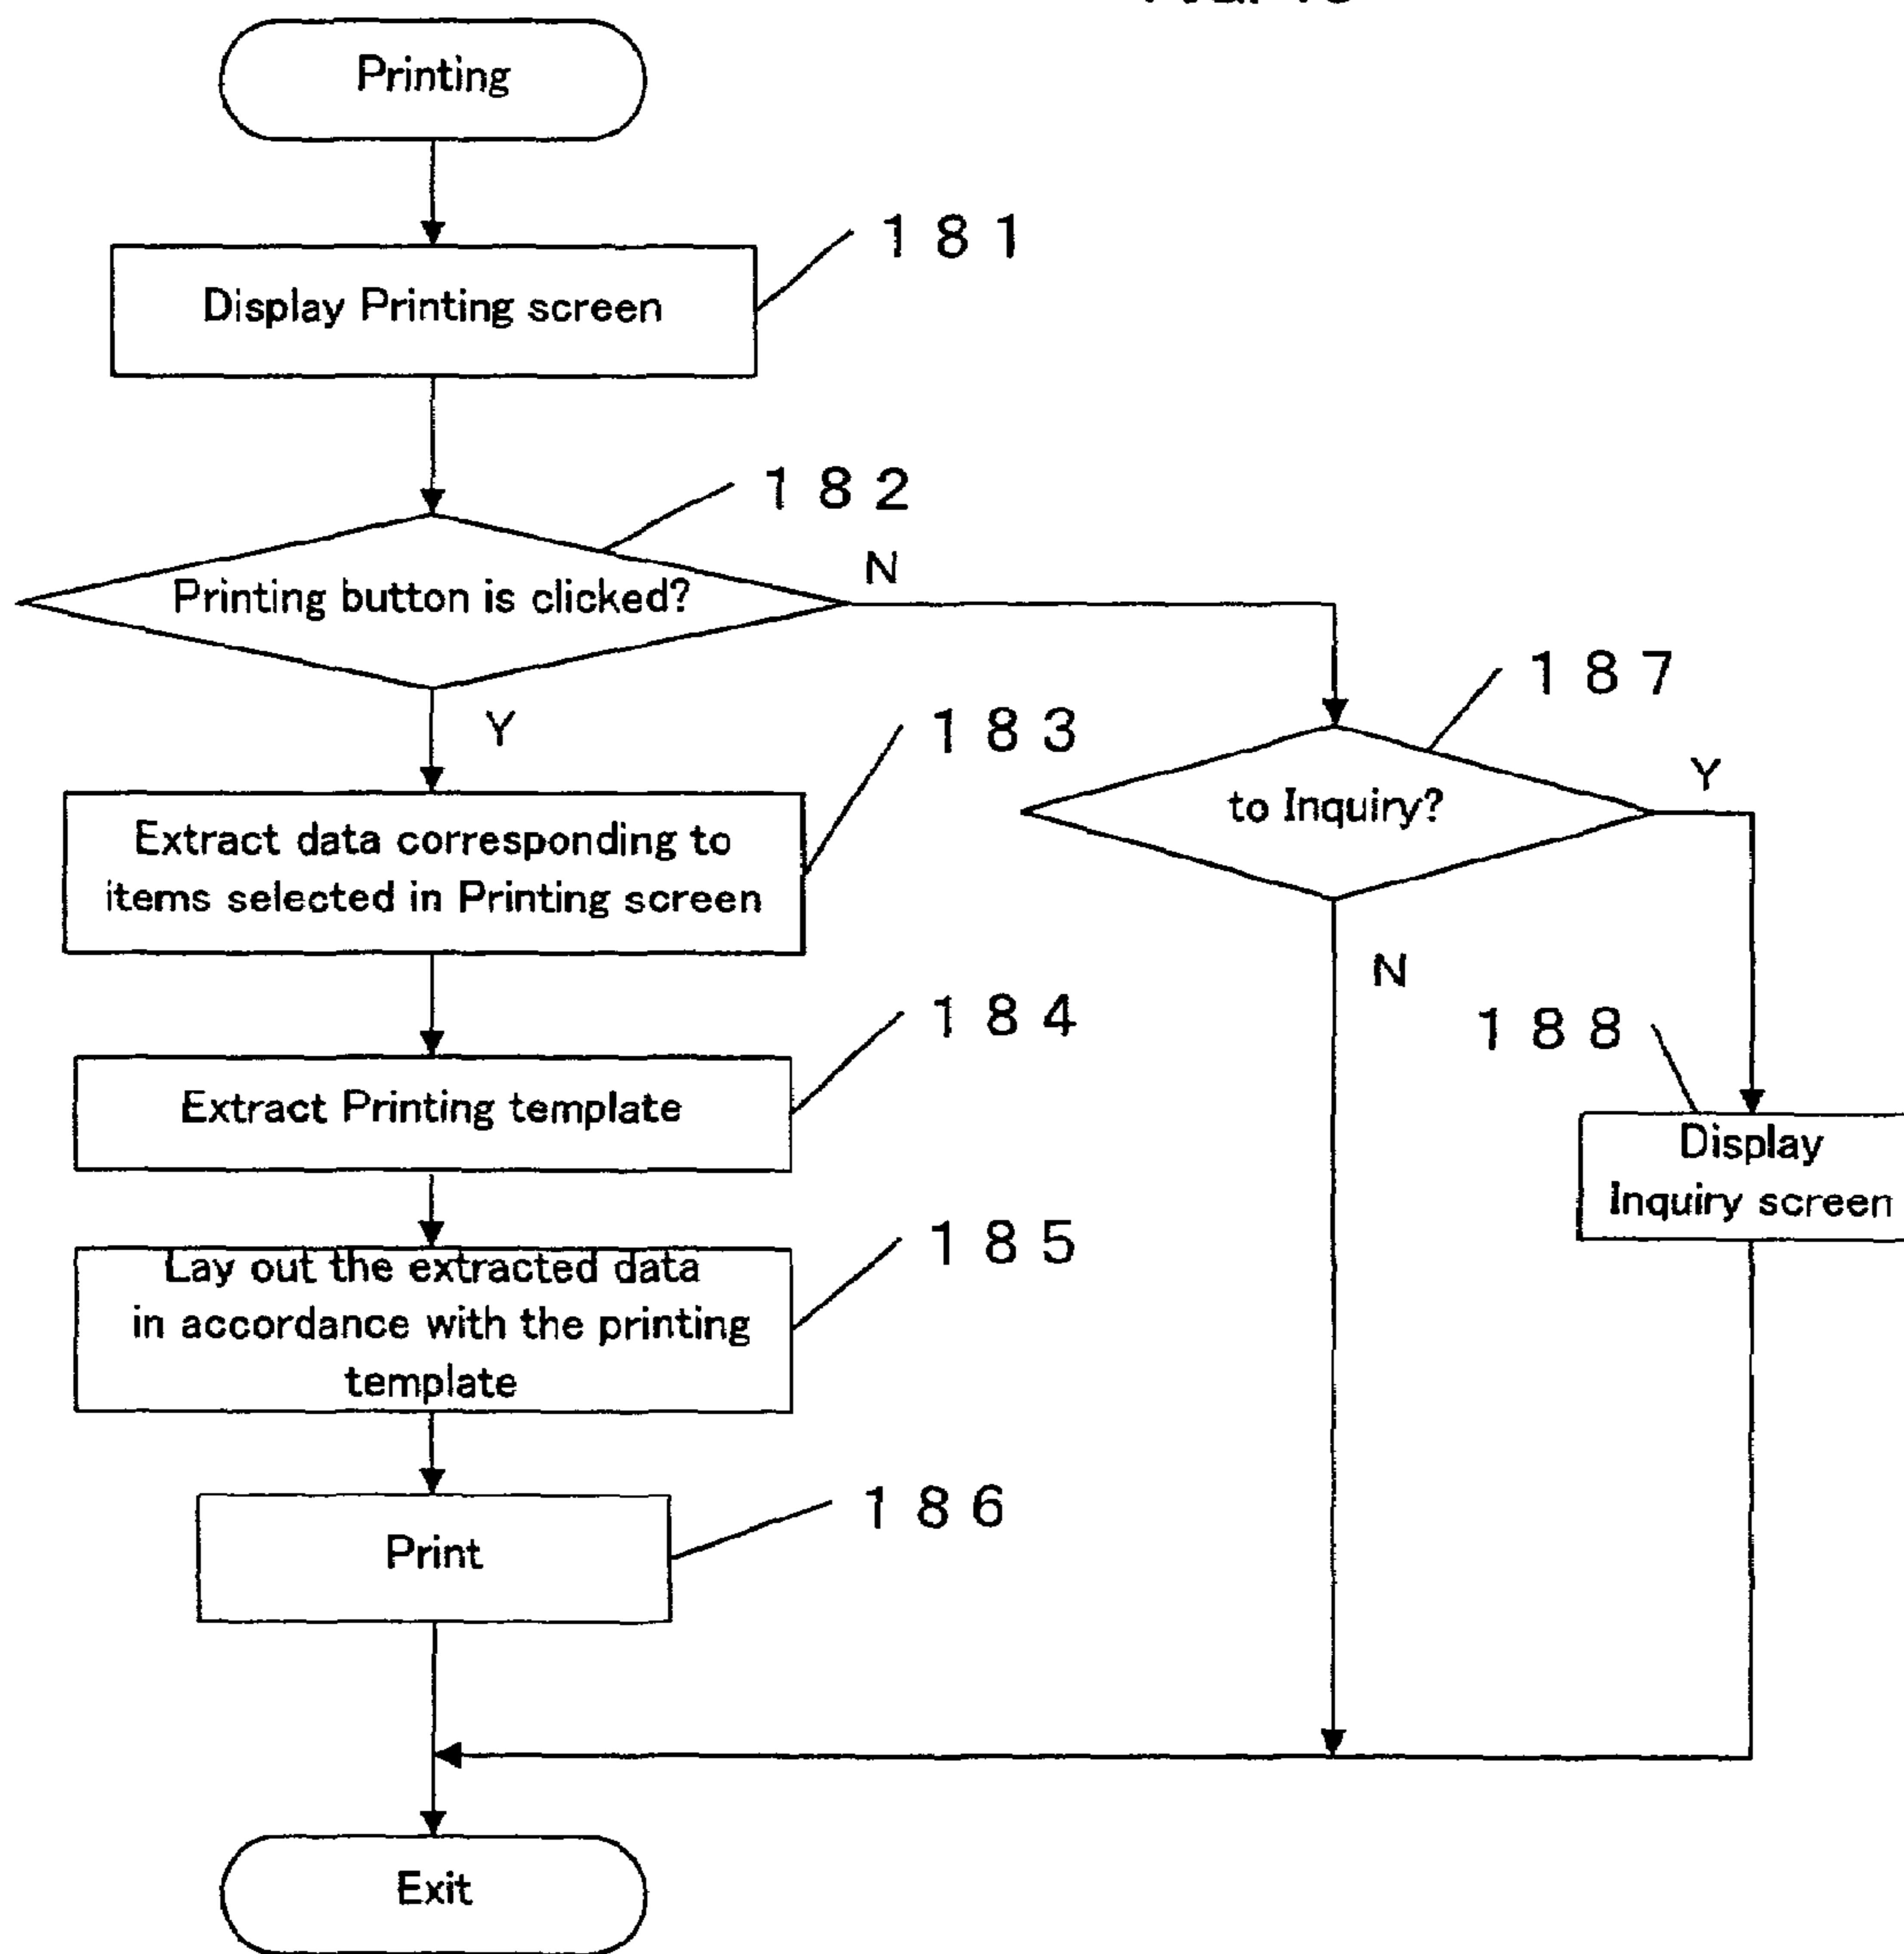 Printing
181
Display Printing screen
182
Printing button is clicked?
N
Y
187
to Inquiry?
Y
N
183
Extract data corresponding to
items selected in Printing screen
184
Extract Printing template
188
Display
Inquiry screen
185
Lay out the extracted data
in accordance with the printing
template
186
Print
Exit